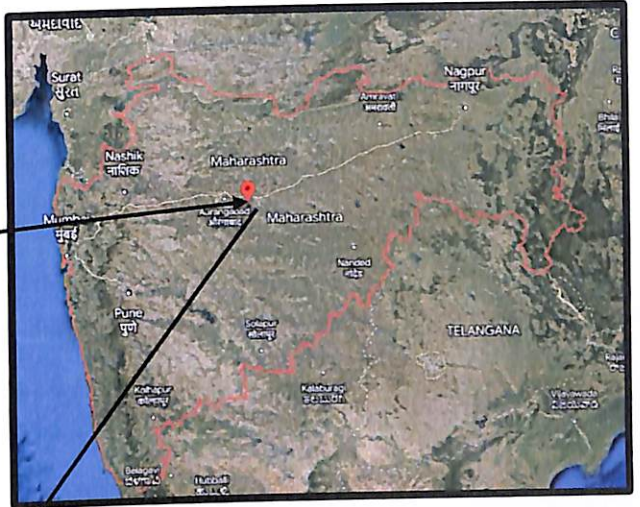 અમદાવાદ
Surat
સુરત
Nagpur
नागपुर
Amravati
अमरावती
Nashik
नाशिक
Maharashtra
Aurangabad
औरंगाबाद
Maharashtra
Mumbai
मुंबई
Nanded
नांदेड
Pune
पुणे
Solapur
सोलापूर
TELANGANA
Kolhapur
कोल्हापूर
Kalaburagi
Vijayawada
Belagavi
Hubballi